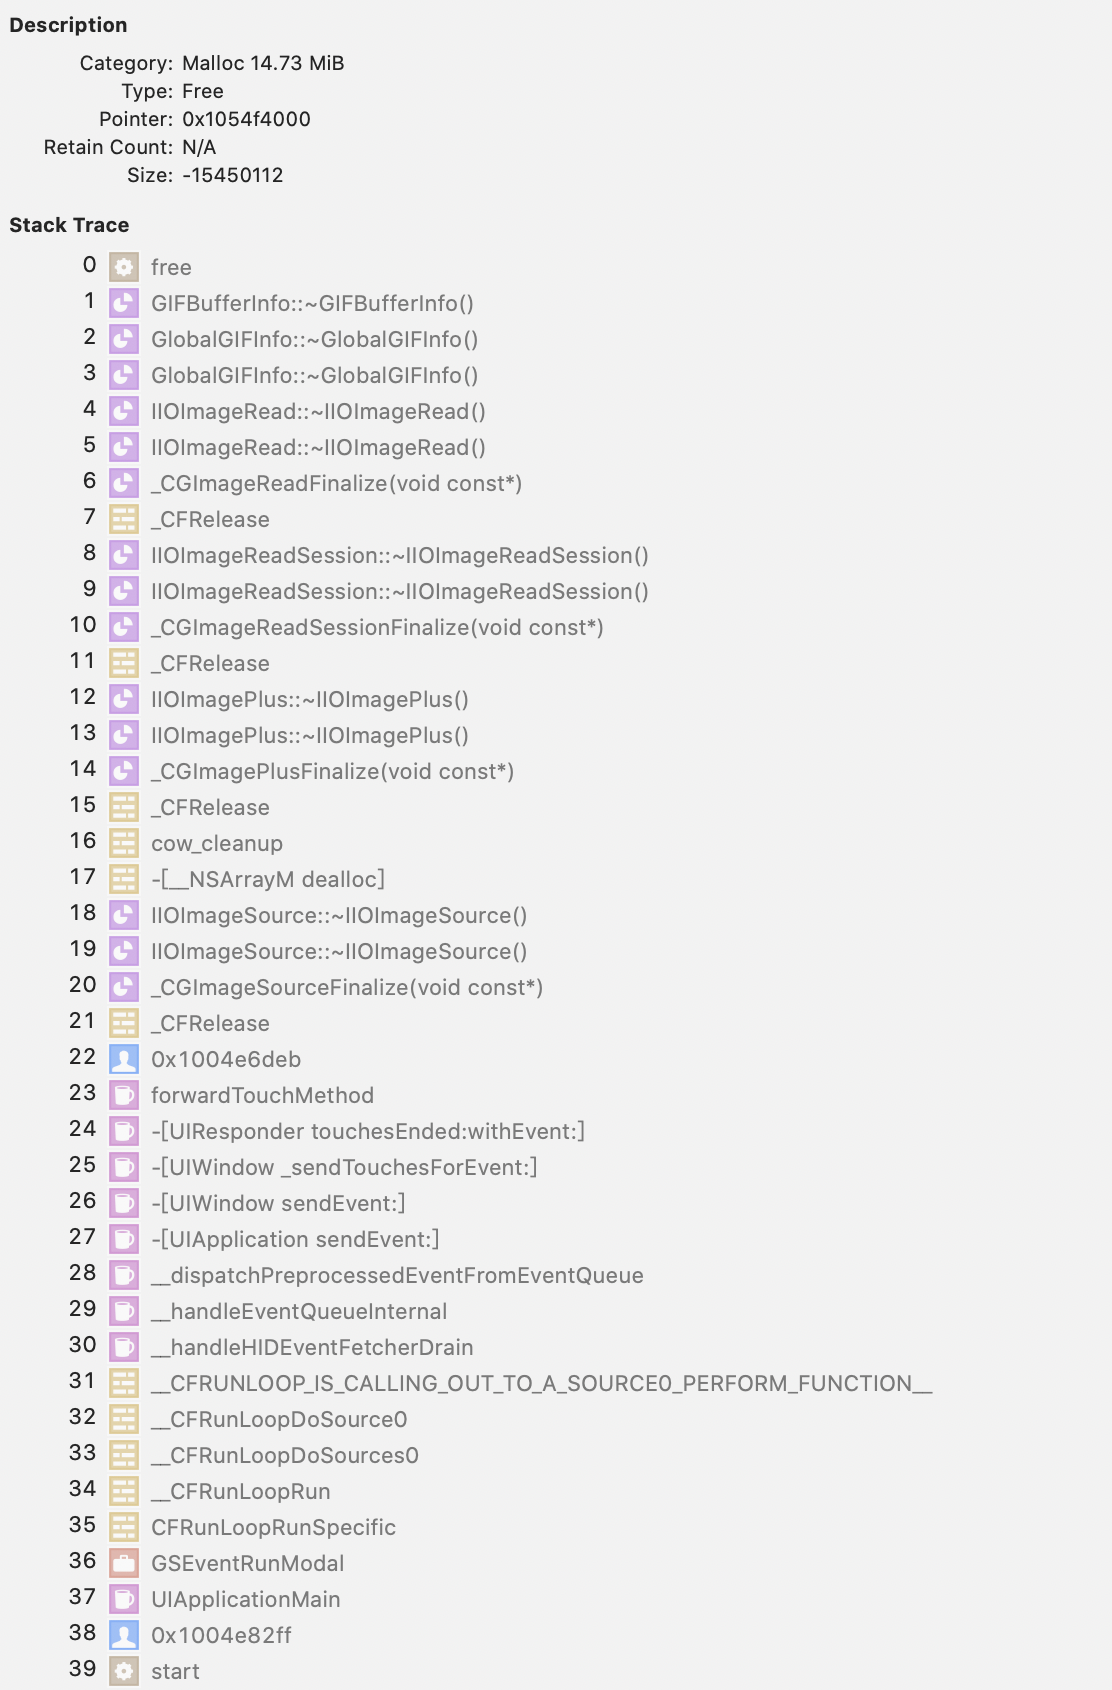 Description
Category: Malloc 14.73 MiB
Type: Free
Pointer: 0x1054f4000
Retain Count: N/A
Size: -15450112
Stack Trace
0 free
1 GIFBufferInfo::~GIFBufferInfo()
2 GlobalGIFInfo::~GlobalGIFInfo()
3 GlobalGIFInfo::~GlobalGIFInfo()
4 IIOImageRead::~IIOImageRead()
5 IIOImageRead::~IIOImageRead()
6 _CGImageReadFinalize(void const*)
7 _CFRelease
8 IIOImageReadSession::~IIOImageReadSession()
9 IIOImageReadSession::~IIOImageReadSession()
10 _CGImageReadSessionFinalize(void const*)
11 _CFRelease
12 IIOImagePlus::~IIOImagePlus()
13 IIOImagePlus::~IIOImagePlus()
14 _CGImagePlusFinalize(void const*)
15 _CFRelease
16 cow_cleanup
17 -[__NSArrayM dealloc]
18 IIOImageSource::~IIOImageSource()
19 IIOImageSource::~IIOImageSource()
20 _CGImageSourceFinalize(void const*)
21 _CFRelease
22 0x1004e6deb
23 forwardTouchMethod
24 -[UIResponder touchesEnded:withEvent:]
25 -[UIWindow _sendTouchesForEvent:]
26 -[UIWindow sendEvent:]
27 -[UIApplication sendEvent:]
28 __dispatchPreprocessedEventFromEventQueue
29 __handleEventQueueInternal
30 __handleHIDEventFetcherDrain
31 __CFRUNLOOP_IS_CALLING_OUT_TO_A_SOURCE0_PERFORM_FUNCTION__
32 __CFRunLoopDoSource0
33 __CFRunLoopDoSources0
34 __CFRunLoopRun
35 CFRunLoopRunSpecific
36 GSEventRunModal
37 UIApplicationMain
38 0x1004e82ff
39 start